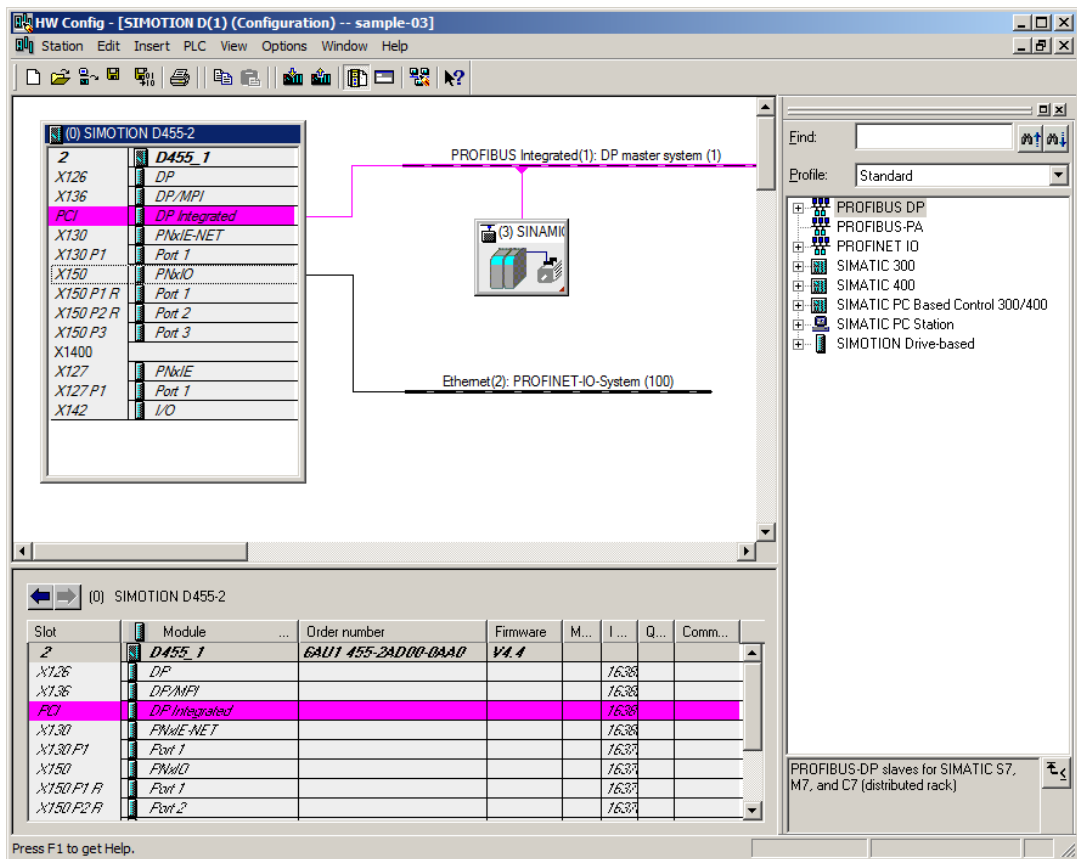 HW Config - [SIMOTION D(1) (Configuration) -- sample-03]
Station Edit Insert PLC View Options Window Help
(0) SIMOTION D455-2
2 D455_1
X126 DP
X136 DP/MPI
PCI DP Integrated
X130 PNxIE-NET
X130 P1 Port 1
X150 PNxIO
X150 P1 R Port 1
X150 P2 R Port 2
X150 P3 Port 3
X1400
X127 PNxIE
X127 P1 Port 1
X142 I/O
PROFIBUS Integrated(1): DP master system (1)
(3) SINAMIC
Ethernet(2): PROFINET-IO-System (100)
Find:
Profile: Standard
PROFIBUS DP
PROFIBUS-PA
PROFINET IO
SIMATIC 300
SIMATIC 400
SIMATIC PC Based Control 300/400
SIMATIC PC Station
SIMOTION Drive-based
PROFIBUS-DP slaves for SIMATIC S7,
M7, and C7 (distributed rack)
(0) SIMOTION D455-2
Slot Module ... Order number Firmware M... I ... Q... Comm...
2 D455_1 6AU1 455-2AD00-0AA0 V4.4
X126 DP 1638
X136 DP/MPI 1638
PCI DP Integrated 1638
X130 PNxIE-NET 1638
X130 P1 Port 1 1637
X150 PNxIO 1637
X150 P1 R Port 1 1637
X150 P2 R Port 2 1637
Press F1 to get Help.